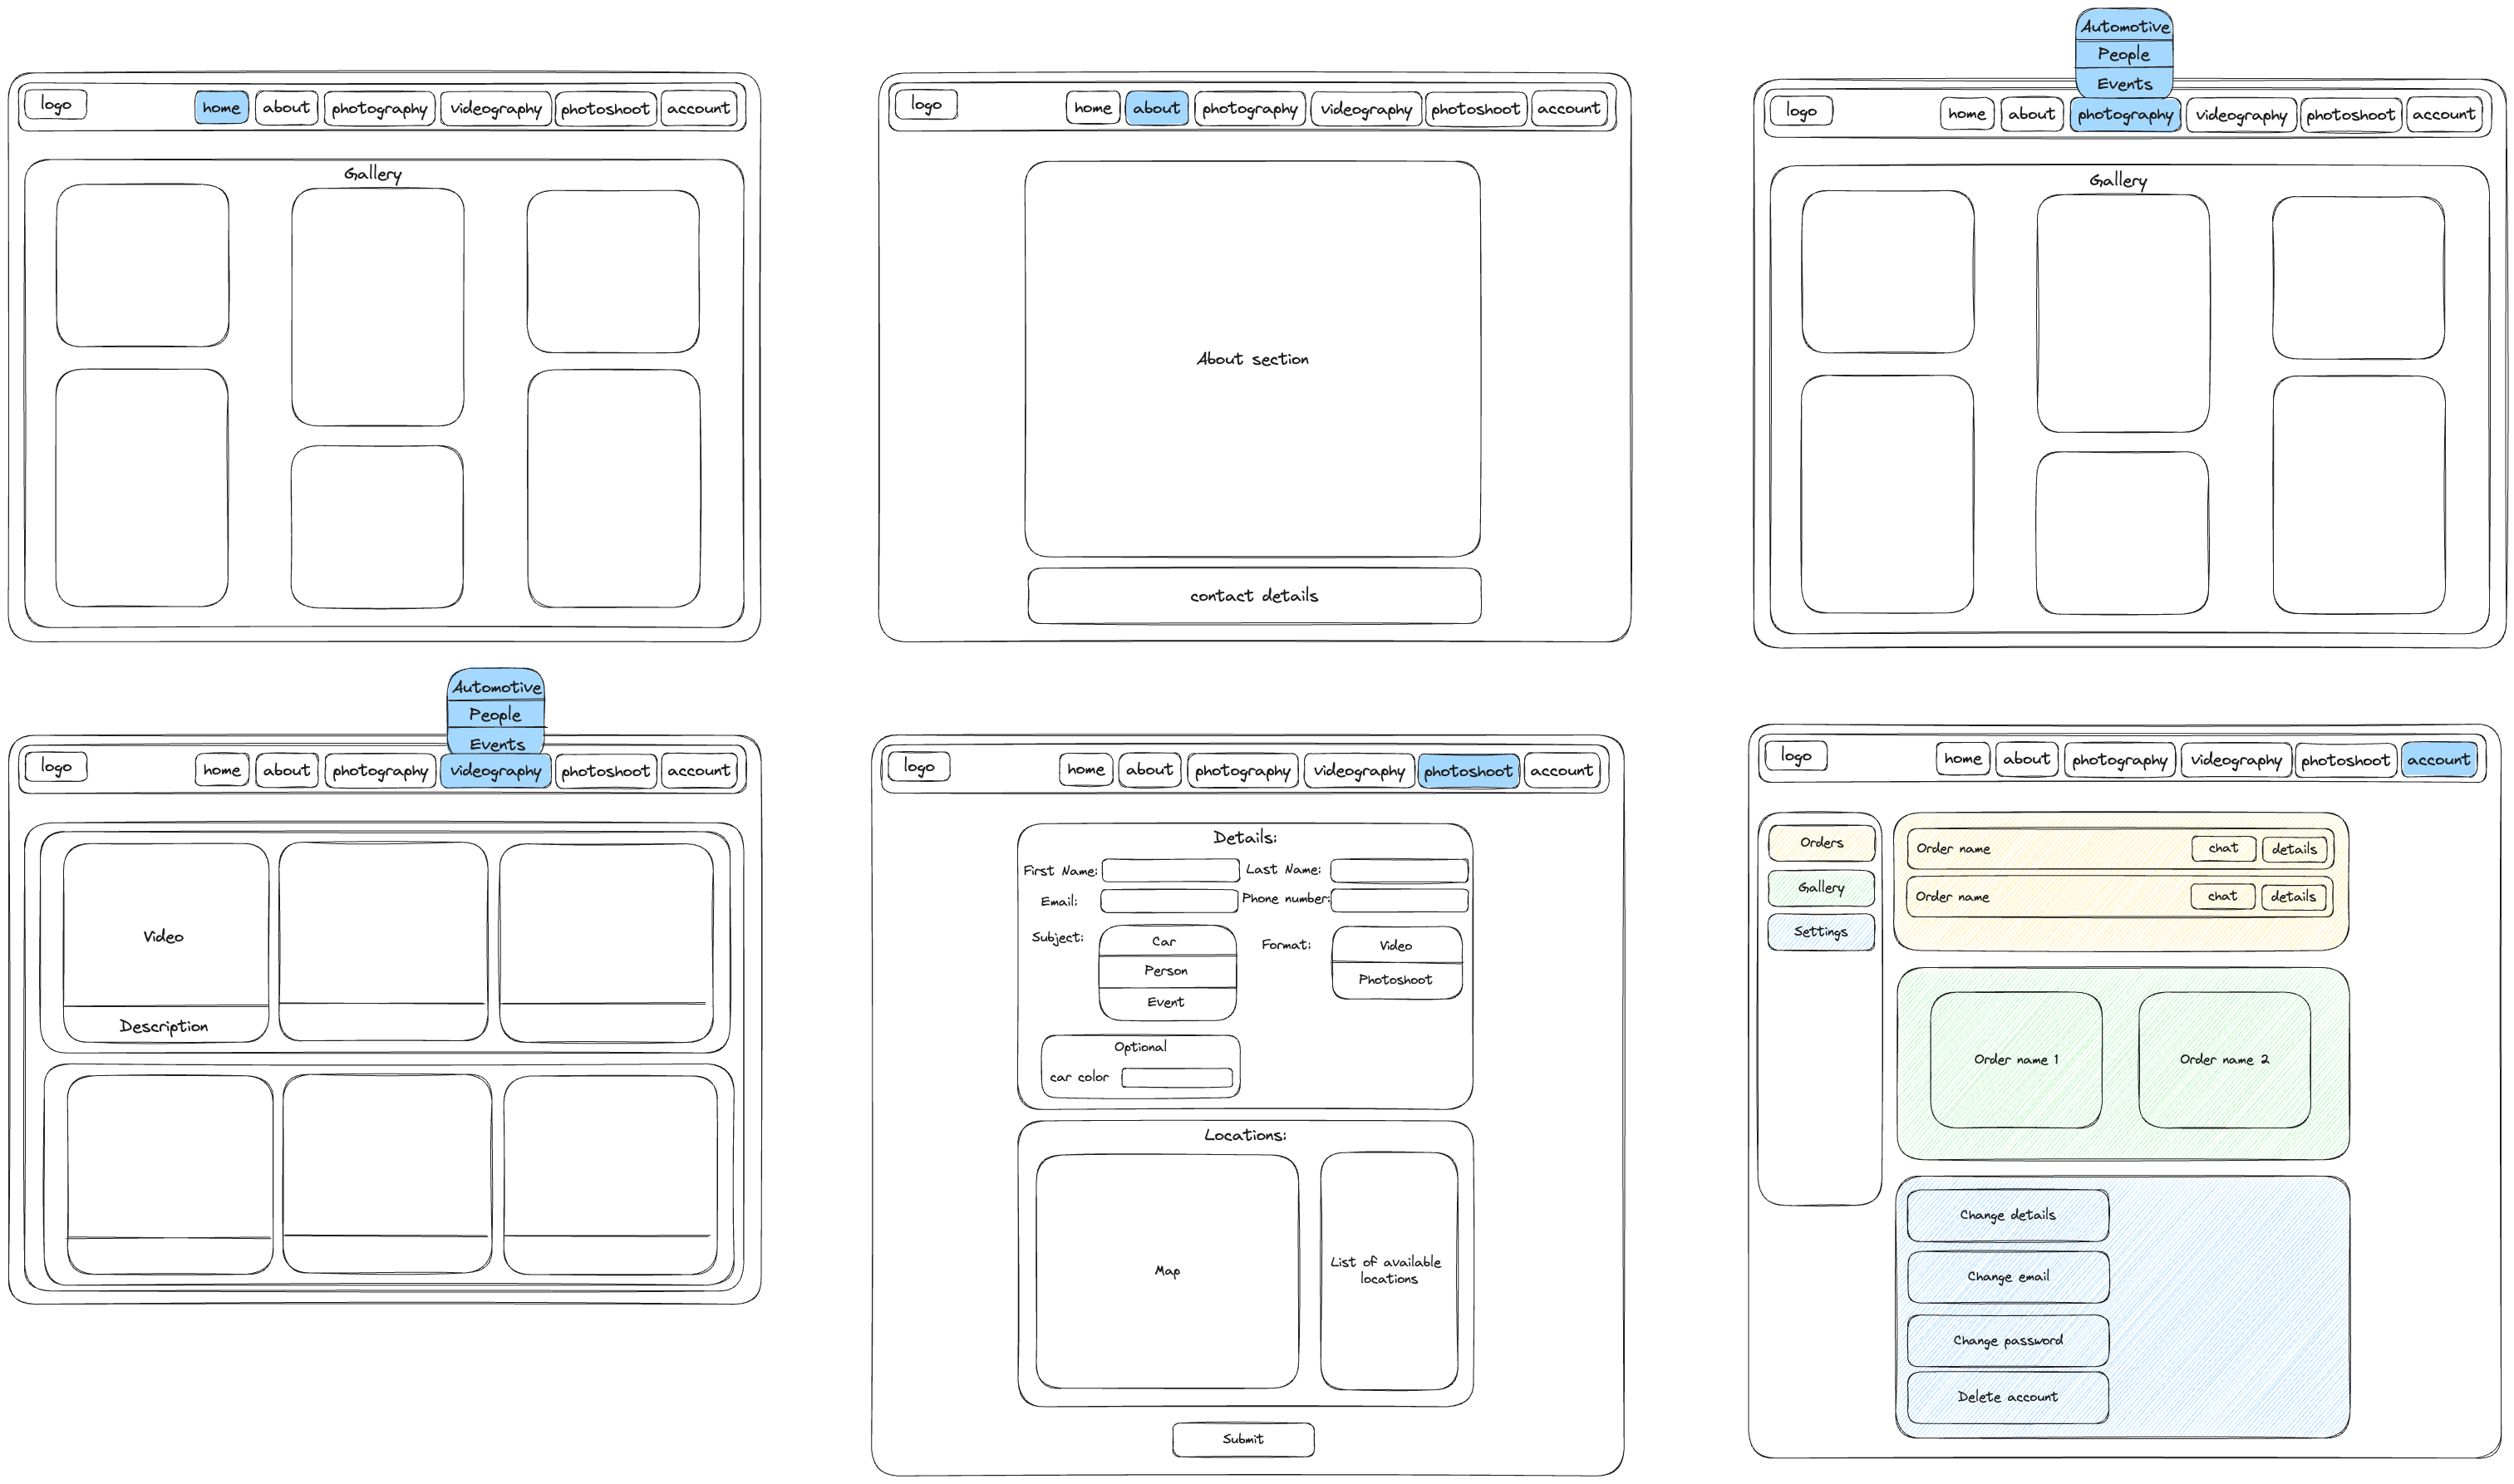 logo
home
about
photography
videography
photoshoot
account
Gallery
logo
home
about
photography
videography
photoshoot
account
About section
contact details
Automotive
People
Events
logo
home
about
photography
videography
photoshoot
account
Gallery
Automotive
People
Events
logo
home
about
photography
videography
photoshoot
account
Video
Description
logo
home
about
photography
videography
photoshoot
account
Details:
First Name:
Last Name:
Email:
Phone number:
Subject:
Car
Person
Event
Format:
Video
Photoshoot
Optional
car color
Locations:
Map
List of available
locations
Submit
logo
home
about
photography
videography
photoshoot
account
Orders
Gallery
Settings
Order name
chat
details
Order name
chat
details
Order name 1
Order name 2
Change details
Change email
Change password
Delete account